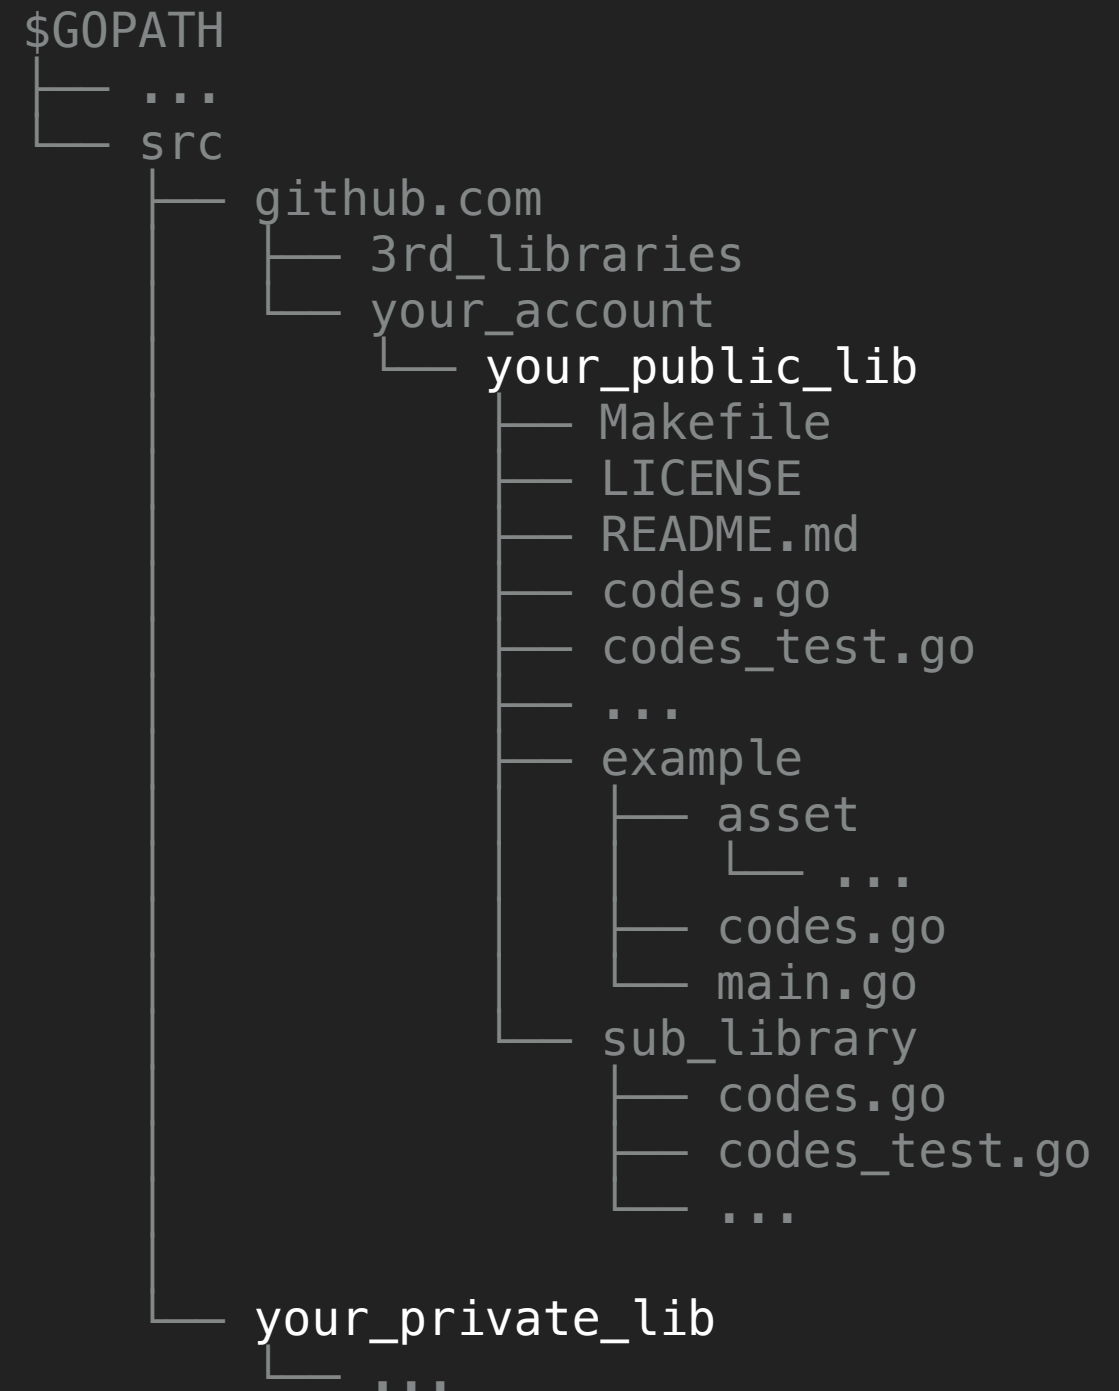 $GOPATH
├── ...
└── src
    ├── github.com
    │   ├── 3rd_libraries
    │   └── your_account
    │       └── your_public_lib
    │           ├── Makefile
    │           ├── LICENSE
    │           ├── README.md
    │           ├── codes.go
    │           ├── codes_test.go
    │           ├── ...
    │           ├── example
    │           │   ├── asset
    │           │   │   └── ...
    │           │   ├── codes.go
    │           │   └── main.go
    │           └── sub_library
    │               ├── codes.go
    │               ├── codes_test.go
    │               └── ...
    │
    └── your_private_lib
        └── ...